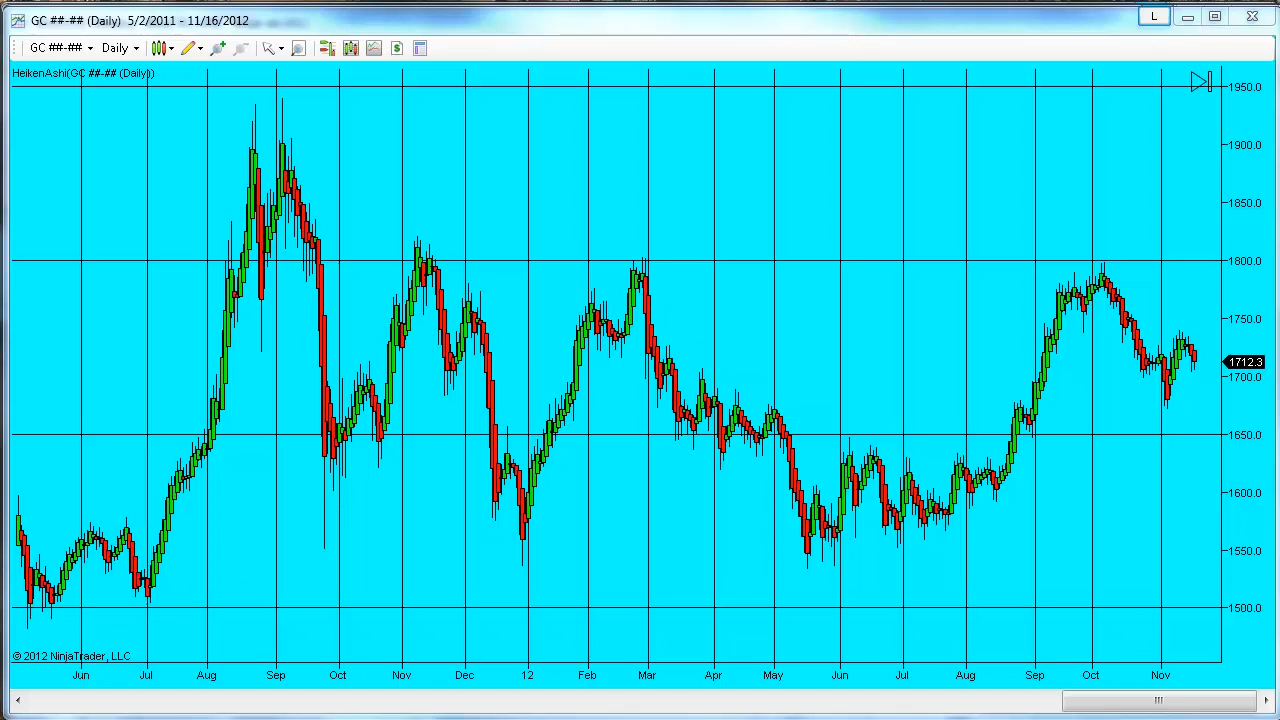 GC ##-## (Daily) 5/2/2011 - 11/16/2012
L
GC ##-## Daily
HeikenAshi(GC ##-## (Daily))
1950.0
1900.0
1850.0
1800.0
1750.0
1712.3
1700.0
1650.0
1600.0
1550.0
1500.0
© 2012 NinjaTrader, LLC
Jun Jul Aug Sep Oct Nov Dec 12 Feb Mar Apr May Jun Jul Aug Sep Oct Nov